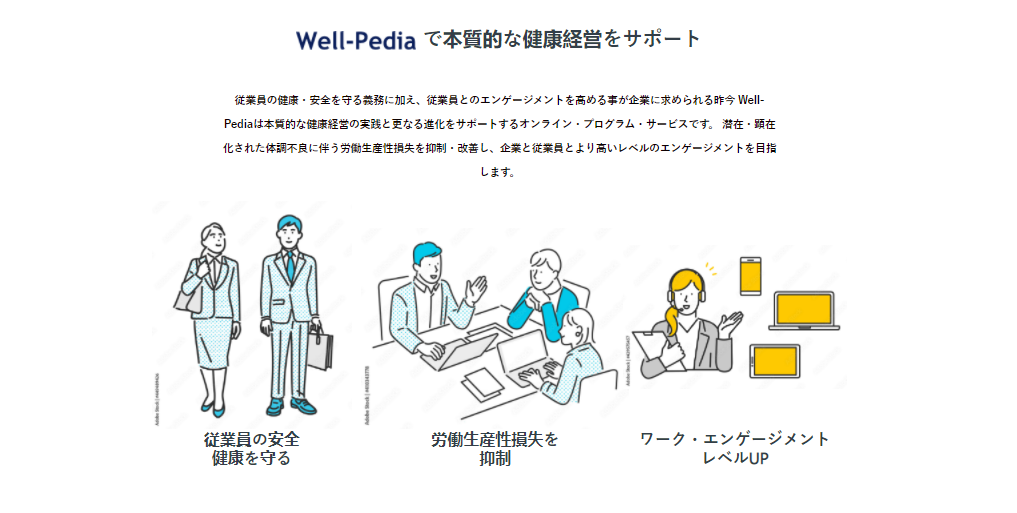 Well-Pedia で本質的な健康経営をサポート
従業員の健康・安全を守る義務に加え、従業員とのエンゲージメントを高める事が企業に求められる昨今 Well-
Pediaは本質的な健康経営の実践と更なる進化をサポートするオンライン・プログラム・サービスです。 潜在・顕在
化された体調不良に伴う労働生産性損失を抑制・改善し、企業と従業員とより高いレベルのエンゲージメントを目指
します。
Adobe Stock
Adobe Stock
Adobe Stock
従業員の安全
健康を守る
労働生産性損失を
抑制
ワーク・エンゲージメント
レベルUP